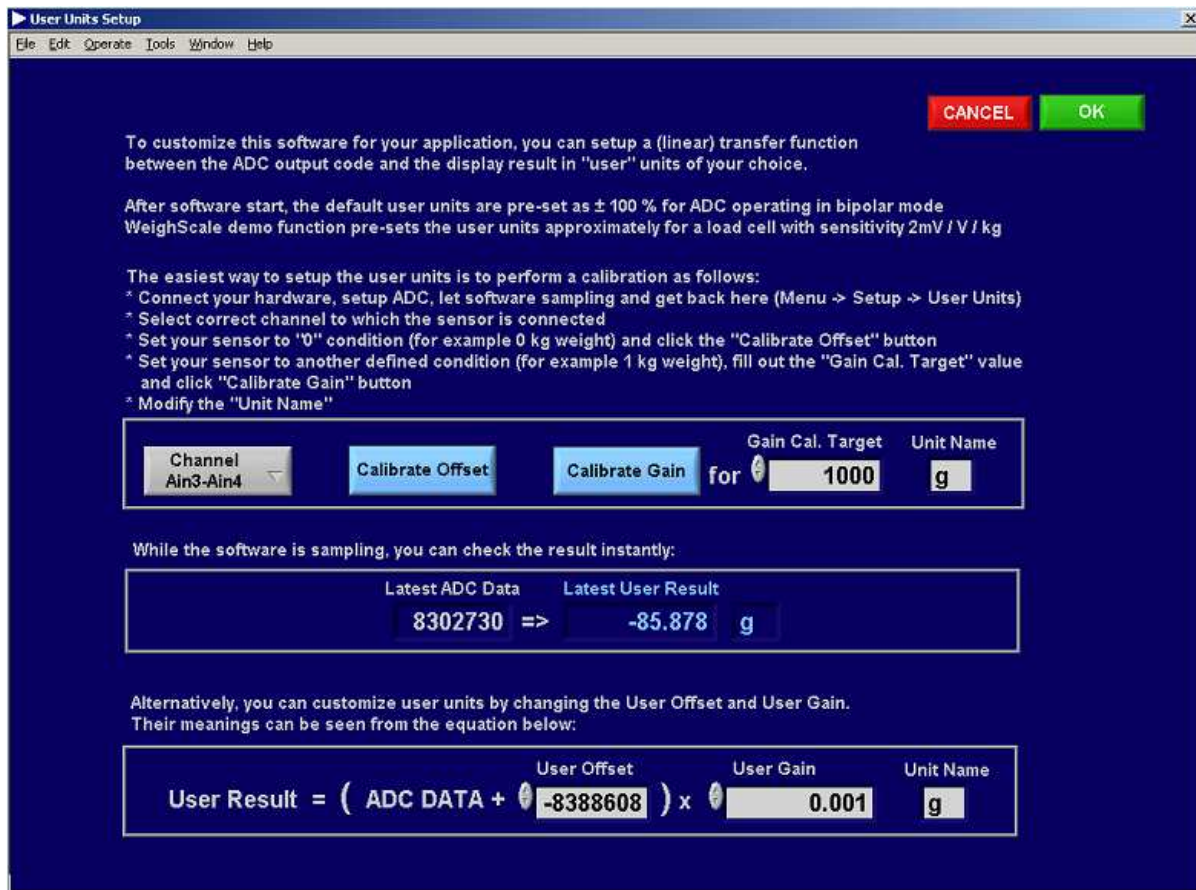 User Units Setup
File Edit Operate Tools Window Help
CANCEL OK
To customize this software for your application, you can setup a (linear) transfer function
between the ADC output code and the display result in "user" units of your choice.
After software start, the default user units are pre-set as ± 100 % for ADC operating in bipolar mode
WeighScale demo function pre-sets the user units approximately for a load cell with sensitivity 2mV / V / kg
The easiest way to setup the user units is to perform a calibration as follows:
* Connect your hardware, setup ADC, let software sampling and get back here (Menu -> Setup -> User Units)
* Select correct channel to which the sensor is connected
* Set your sensor to "0" condition (for example 0 kg weight) and click the "Calibrate Offset" button
* Set your sensor to another defined condition (for example 1 kg weight), fill out the "Gain Cal. Target" value
and click "Calibrate Gain" button
* Modify the "Unit Name"
Gain Cal. Target Unit Name
Channel
Ain3-Ain4
Calibrate Offset Calibrate Gain for 1000 g
While the software is sampling, you can check the result instantly:
Latest ADC Data Latest User Result
8302730 => -85.878 g
Alternatively, you can customize user units by changing the User Offset and User Gain.
Their meanings can be seen from the equation below:
User Offset User Gain Unit Name
User Result = ( ADC DATA + -8388608 ) x 0.001 g